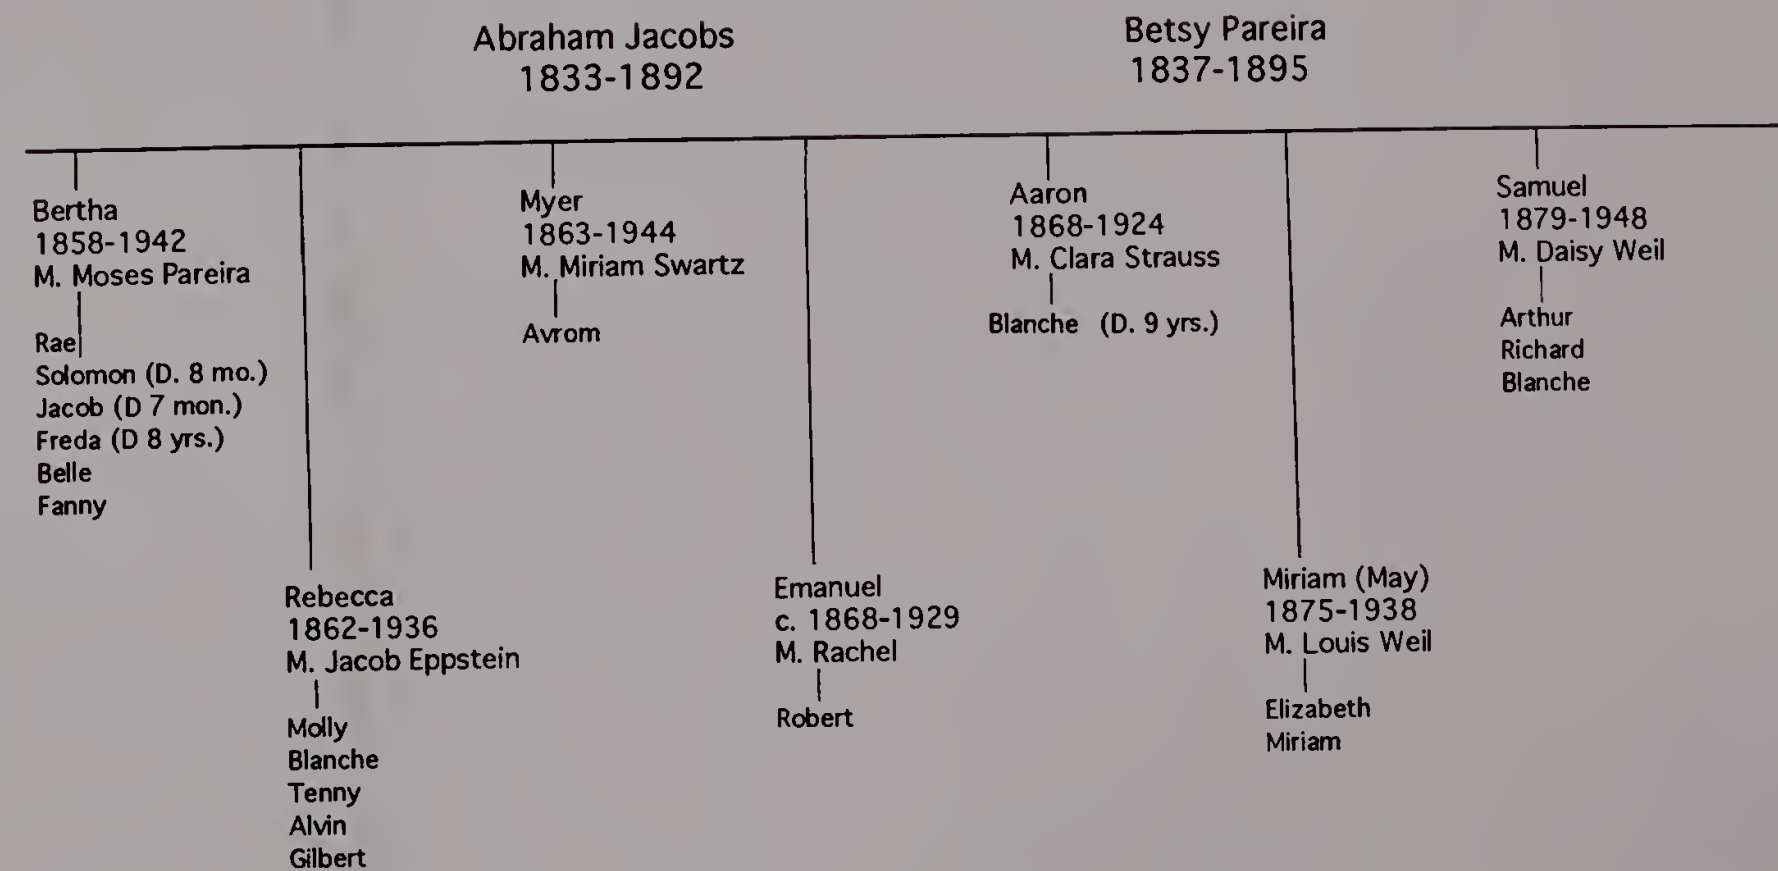 Abraham Jacobs
1833-1892
Betsy Pareira
1837-1895
Bertha
1858-1942
M. Moses Pareira
Rae
Solomon (D. 8 mo.)
Jacob (D 7 mon.)
Freda (D 8 yrs.)
Belle
Fanny
Rebecca
1862-1936
M. Jacob Eppstein
Molly
Blanche
Tenny
Alvin
Gilbert
Myer
1863-1944
M. Miriam Swartz
Avrom
Emanuel
c. 1868-1929
M. Rachel
Robert
Aaron
1868-1924
M. Clara Strauss
Blanche (D. 9 yrs.)
Miriam (May)
1875-1938
M. Louis Weil
Elizabeth
Miriam
Samuel
1879-1948
M. Daisy Weil
Arthur
Richard
Blanche